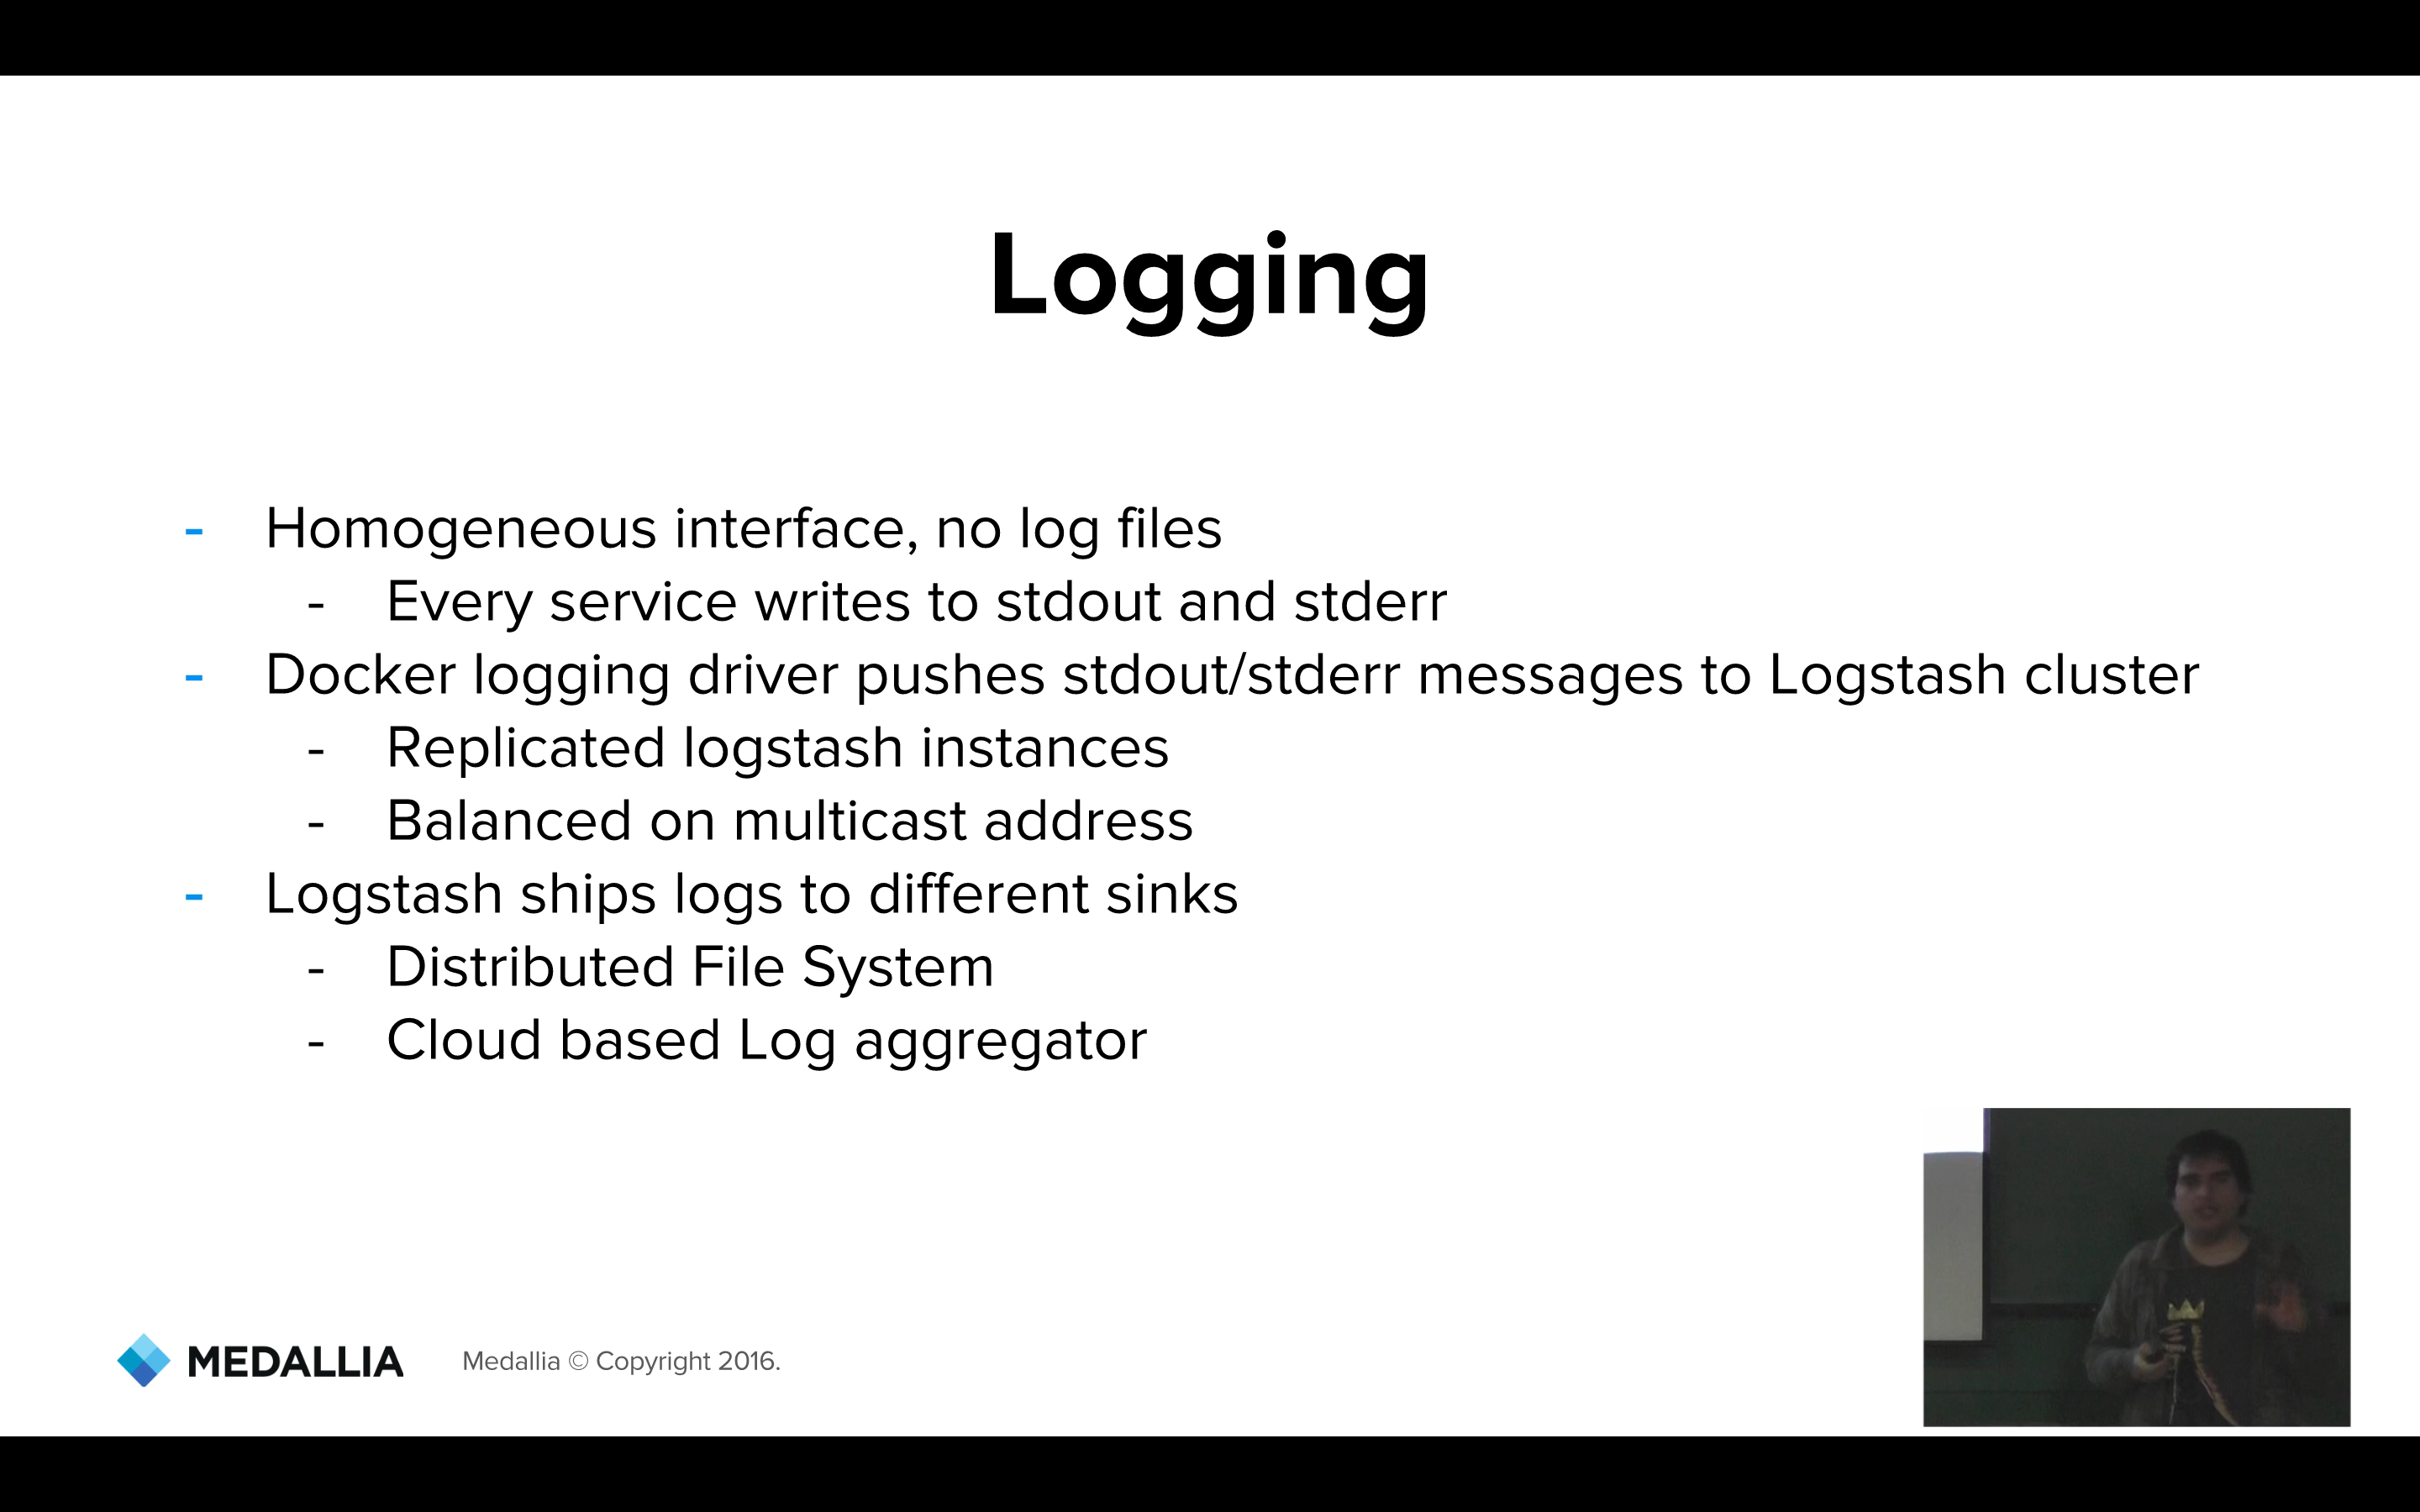 Logging
- Homogeneous interface, no log files
- Every service writes to stdout and stderr
- Docker logging driver pushes stdout/stderr messages to Logstash cluster
- Replicated logstash instances
- Balanced on multicast address
- Logstash ships logs to different sinks
- Distributed File System
- Cloud based Log aggregator
MEDALLIA
Medallia © Copyright 2016.